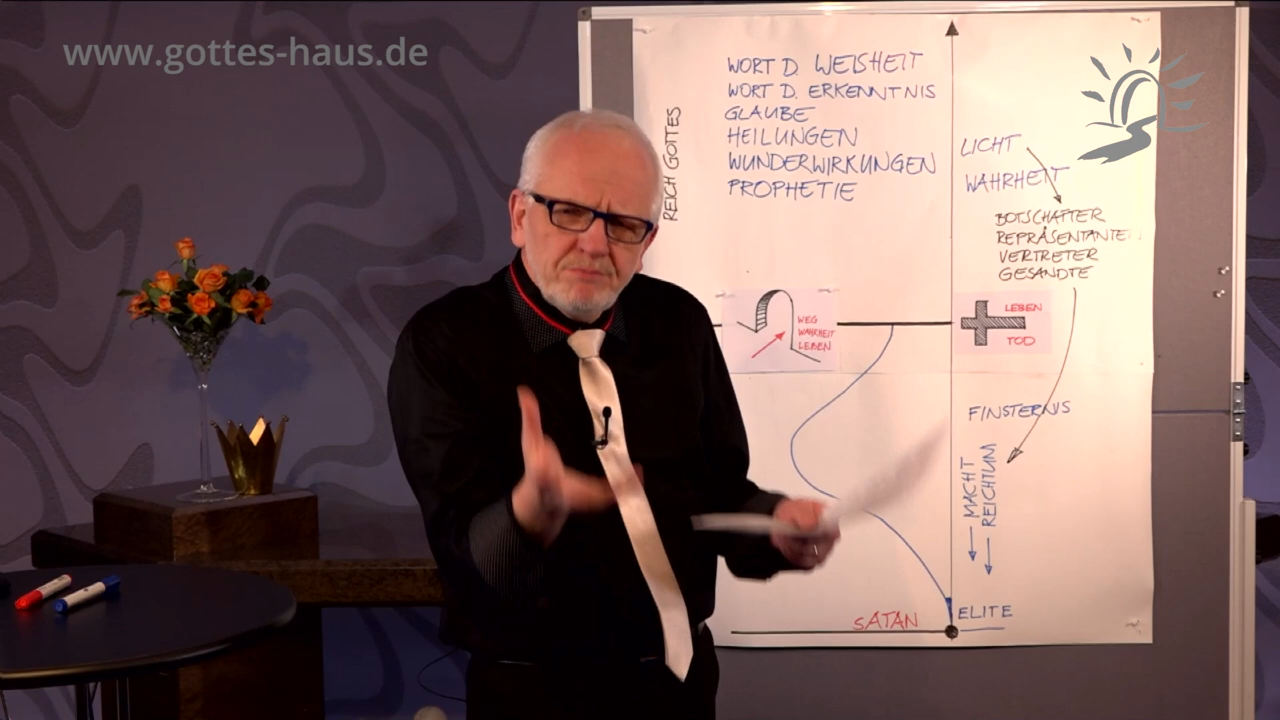 www.gottes-haus.de
REICH GOTTES
WORT D. WEISHEIT
WORT D. ERKENNTNIS
GLAUBE
HEILUNGEN
WUNDERWIRKUNGEN
PROPHETIE
LICHT
WAHRHEIT
BOTSCHAFTER
REPRÄSENTANTEN
VERTRETER
GESANDTE
WEG
WAHRHEIT
LEBEN
LEBEN
TOD
FINSTERNIS
MACHT
REICHTUM
SATAN
ELITE